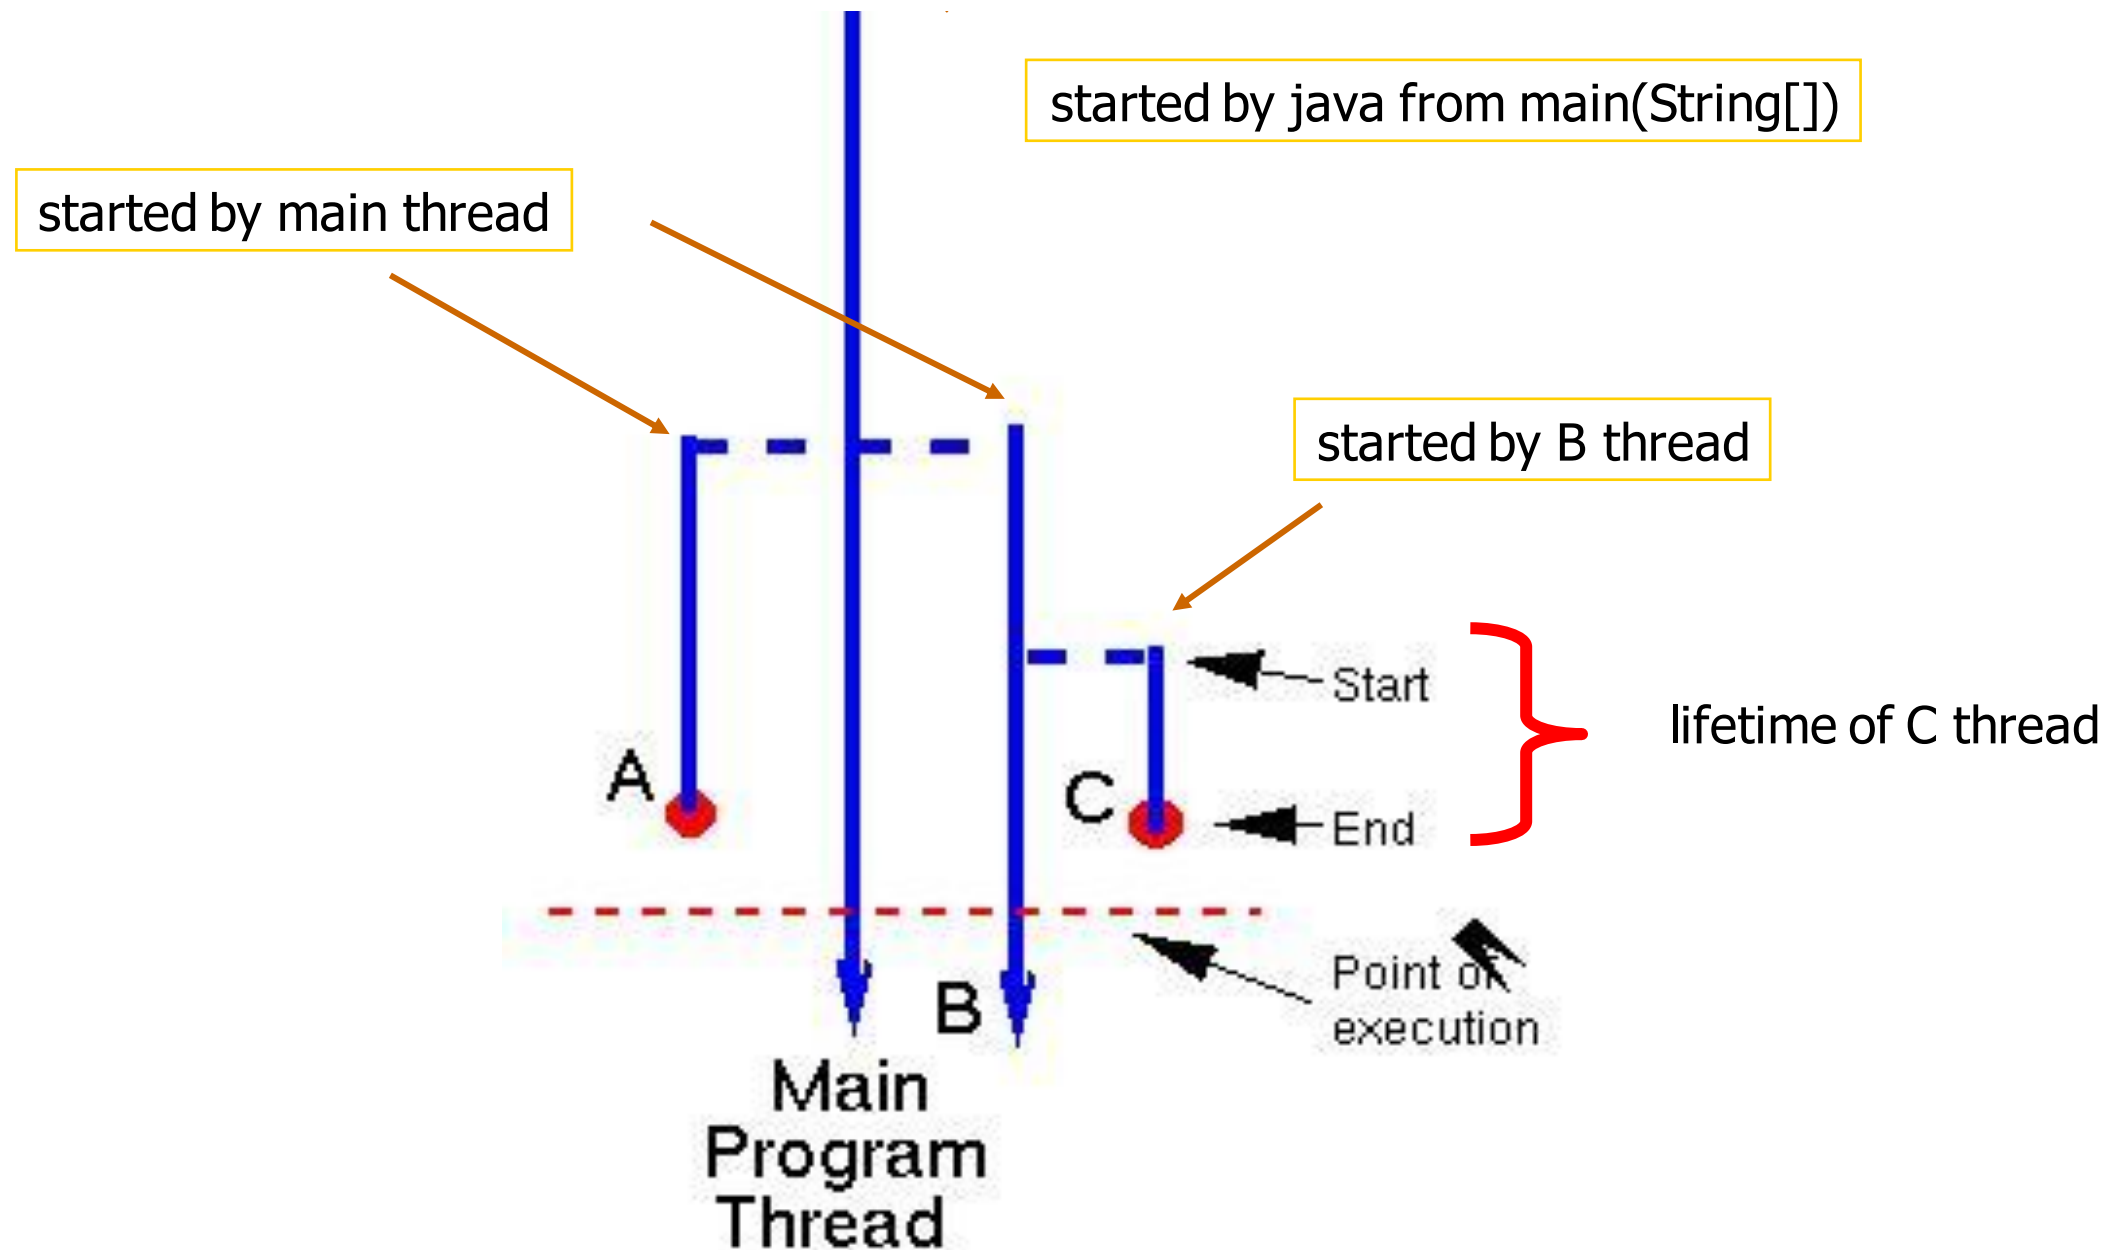 started by java from main(String[])
started by main thread
started by B thread
Start
lifetime of C thread
A
C
End
Point of
execution
B
Main
Program
Thread